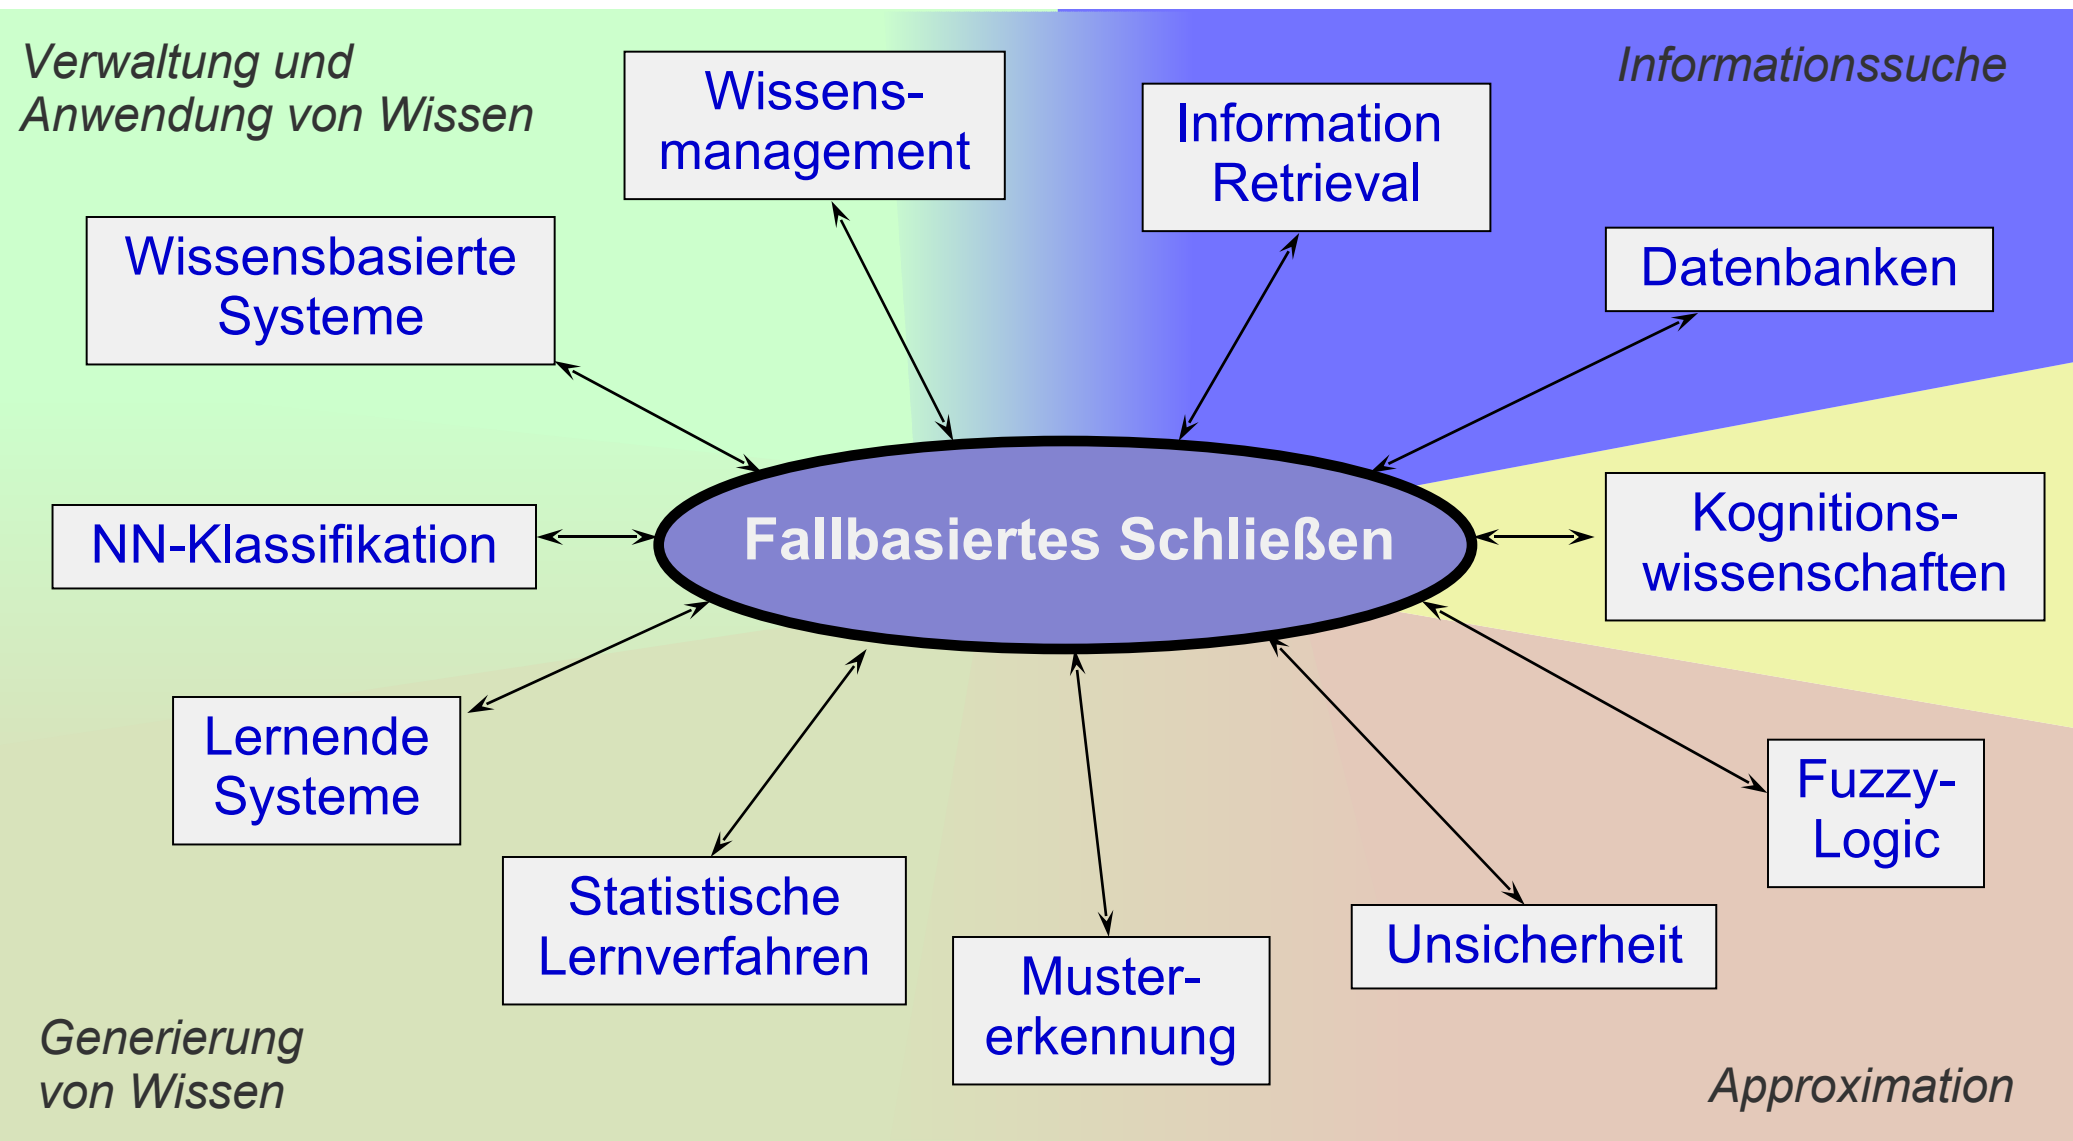 Verwaltung und
Anwendung von Wissen
Wissens-
management
Information
Retrieval
Informationssuche
Wissensbasierte
Systeme
Datenbanken
NN-Klassifikation
Fallbasiertes Schließen
Kognitions-
wissenschaften
Lernende
Systeme
Fuzzy-
Logic
Statistische
Lernverfahren
Muster-
erkennung
Unsicherheit
Generierung
von Wissen
Approximation